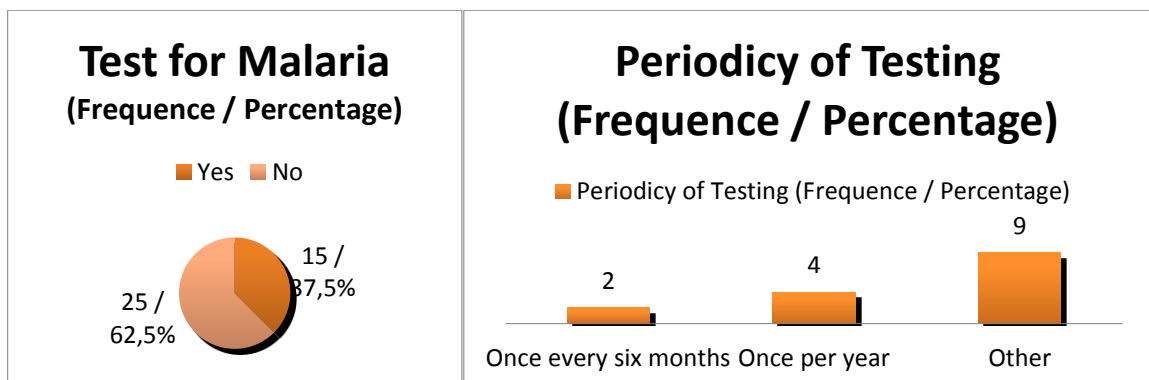 Test for Malaria
(Frequence / Percentage)
Yes No
15 /
37,5%
25 /
62,5%
Periodicy of Testing
(Frequence / Percentage)
Periodicy of Testing (Frequence / Percentage)
2
4
9
Once every six months Once per year Other